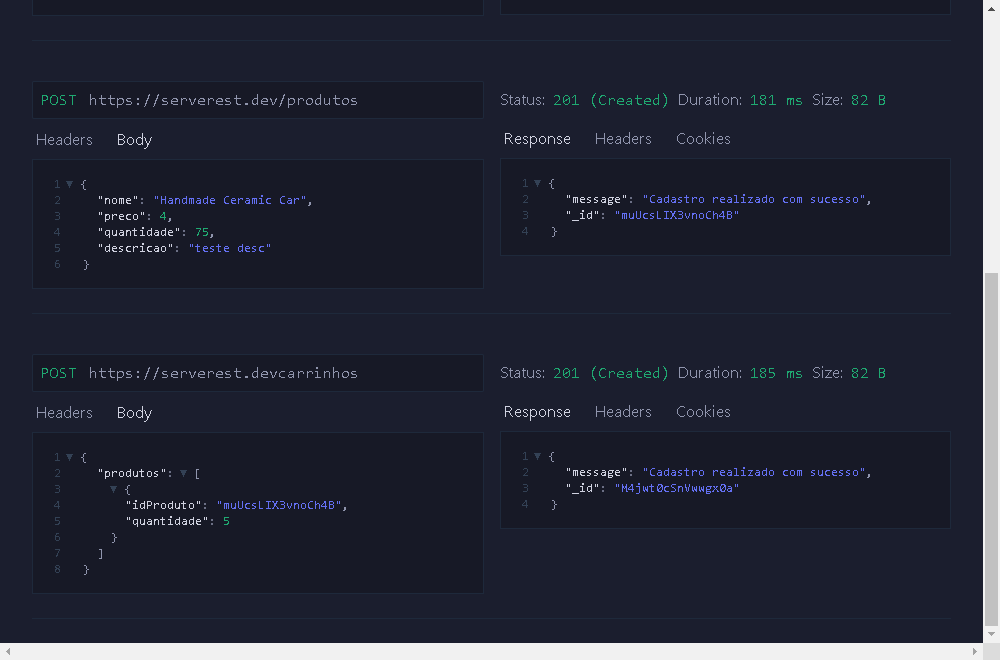 POST https://serverest.dev/produtos
Status: 201 (Created) Duration: 181 ms Size: 82 B
Headers Body
Response Headers Cookies
1 ▼ {
2 "nome": "Handmade Ceramic Car",
3 "preco": 4,
4 "quantidade": 75,
5 "descricao": "teste desc"
6 }
1 ▼ {
2 "message": "Cadastro realizado com sucesso",
3 "_id": "muUcsLIX3vnoCh4B"
4 }
POST https://serverest.devcarrinhos
Status: 201 (Created) Duration: 185 ms Size: 82 B
Headers Body
Response Headers Cookies
1 ▼ {
2 "produtos": ▼ [
3 ▼ {
4 "idProduto": "muUcsLIX3vnoCh4B",
5 "quantidade": 5
6 }
7 ]
8 }
1 ▼ {
2 "message": "Cadastro realizado com sucesso",
3 "_id": "M4jwt0cSnVwwgx0a"
4 }